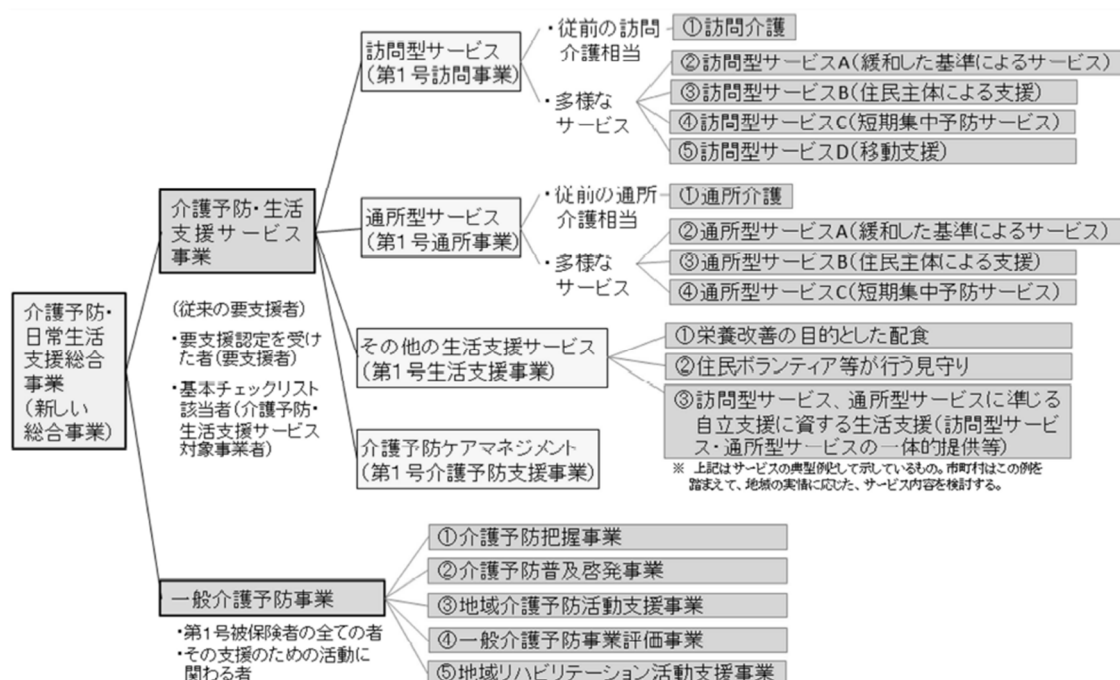 介護予防・
日常生活
支援総合
事業
(新しい
総合事業)
介護予防・生活
支援サービス
事業
(従来の要支援者)
・要支援認定を受け
た者(要支援者)
・基本チェックリスト
該当者(介護予防・
生活支援サービス
対象事業者)
訪問型サービス
(第1号訪問事業)
・従前の訪問
介護相当
①訪問介護
・多様な
サービス
②訪問型サービスA(緩和した基準によるサービス)
③訪問型サービスB(住民主体による支援)
④訪問型サービスC(短期集中予防サービス)
⑤訪問型サービスD(移動支援)
通所型サービス
(第1号通所事業)
・従前の通所
介護相当
①通所介護
・多様な
サービス
②通所型サービスA(緩和した基準によるサービス)
③通所型サービスB(住民主体による支援)
④通所型サービスC(短期集中予防サービス)
その他の生活支援サービス
(第1号生活支援事業)
①栄養改善の目的とした配食
②住民ボランティア等が行う見守り
③訪問型サービス、通所型サービスに準じる
自立支援に資する生活支援(訪問型サービ
ス・通所型サービスの一体的提供等)
※ 上記はサービスの典型例として示しているもの。市町村はこの例を
踏まえて、地域の実情に応じた、サービス内容を検討する。
介護予防ケアマネジメント
(第1号介護予防支援事業)
一般介護予防事業
・第1号被保険者の全ての者
・その支援のための活動に
関わる者
①介護予防把握事業
②介護予防普及啓発事業
③地域介護予防活動支援事業
④一般介護予防事業評価事業
⑤地域リハビリテーション活動支援事業